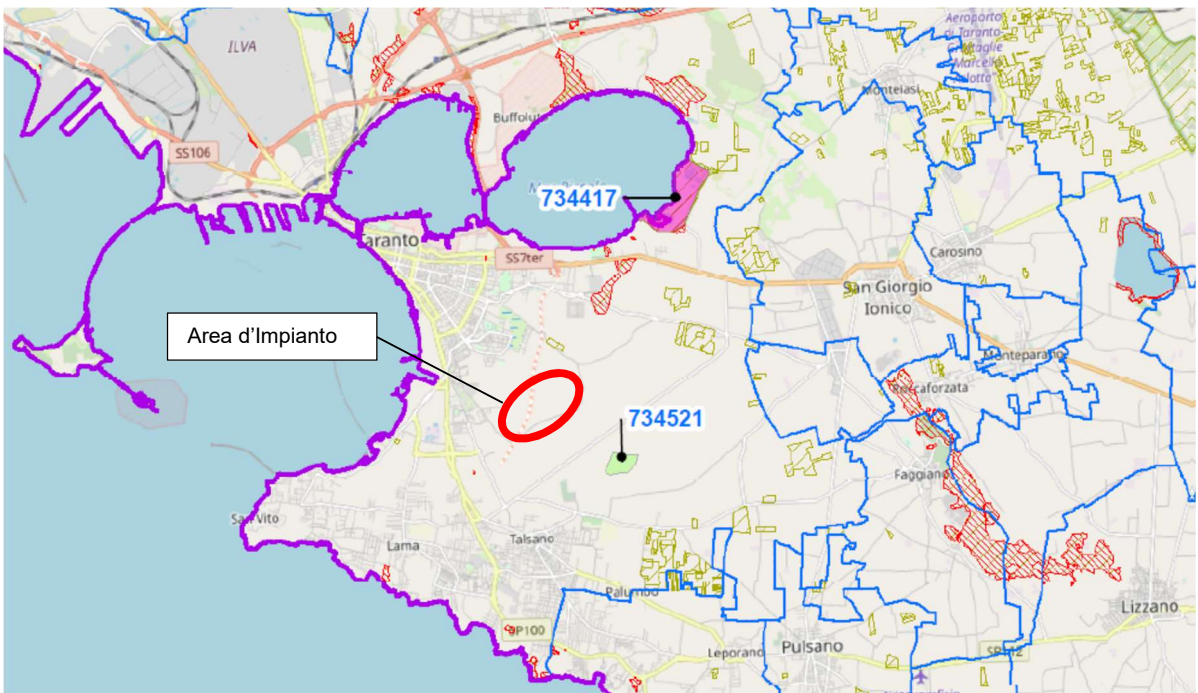 ILVA
Aeroporto
di Taranto-
Grottaglie
"Marcello
Arlotta"
Montelasi
Buffoluto
SS106
734417
Taranto
SS7ter
Carosino
San Giorgio
Ionico
Area d'Impianto
Monteparano
Roccaforzata
734521
Faggiano
San Vito
Lama
Talsano
Palumbo
Lizzano
SP100
Leporano
Pulsano